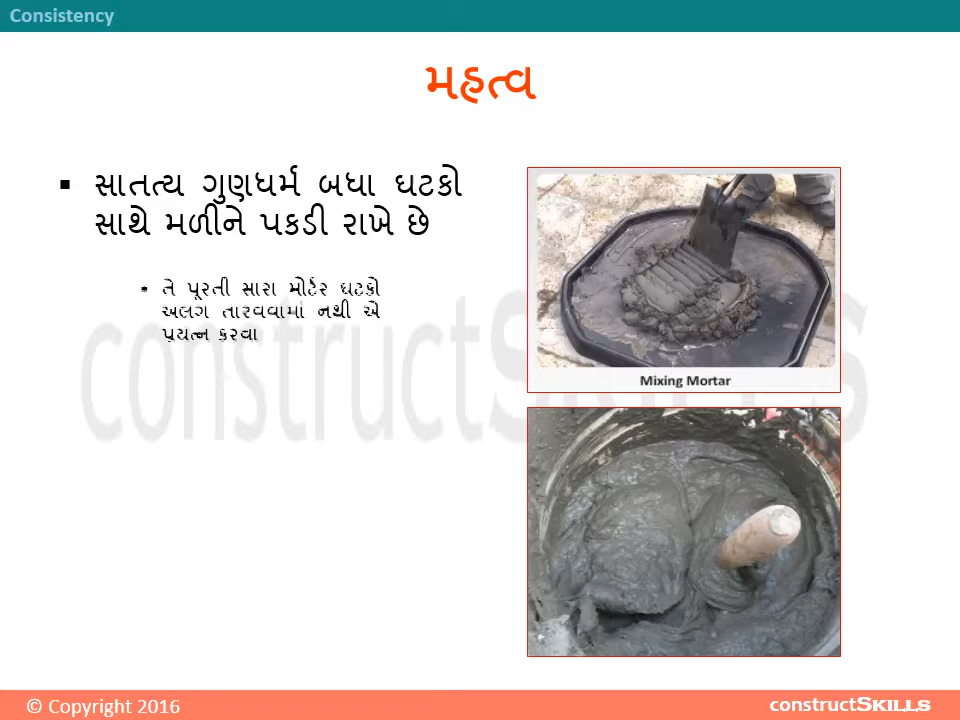 Consistency
મહત્વ
▪ સાતત્ય ગુણધર્મ બધા ઘટકો
સાથે મળીને પકડી રાખે છે
▪ તે પૂરતી સારા મોર્ટર ઘટકો
અલગ તારવવામાં નથી એ
પ્રયત્ન કરવા
constructSKILLS
Mixing Mortar
© Copyright 2016
constructSKILLS